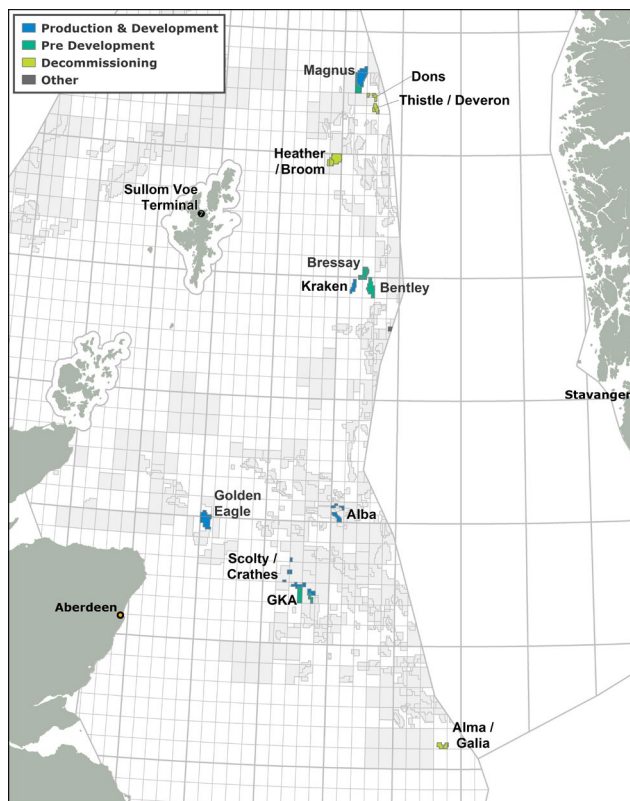 Production & Development
Pre Development
Decommissioning
Other
Magnus
Dons
Thistle / Deveron
Heather
/Broom
Sullom Voe
Terminal
Bressay
Kraken
Bentley
Stavanger
Golden
Eagle
Alba
Scolty /
Crathes
GKA
Aberdeen
Alma /
Galia